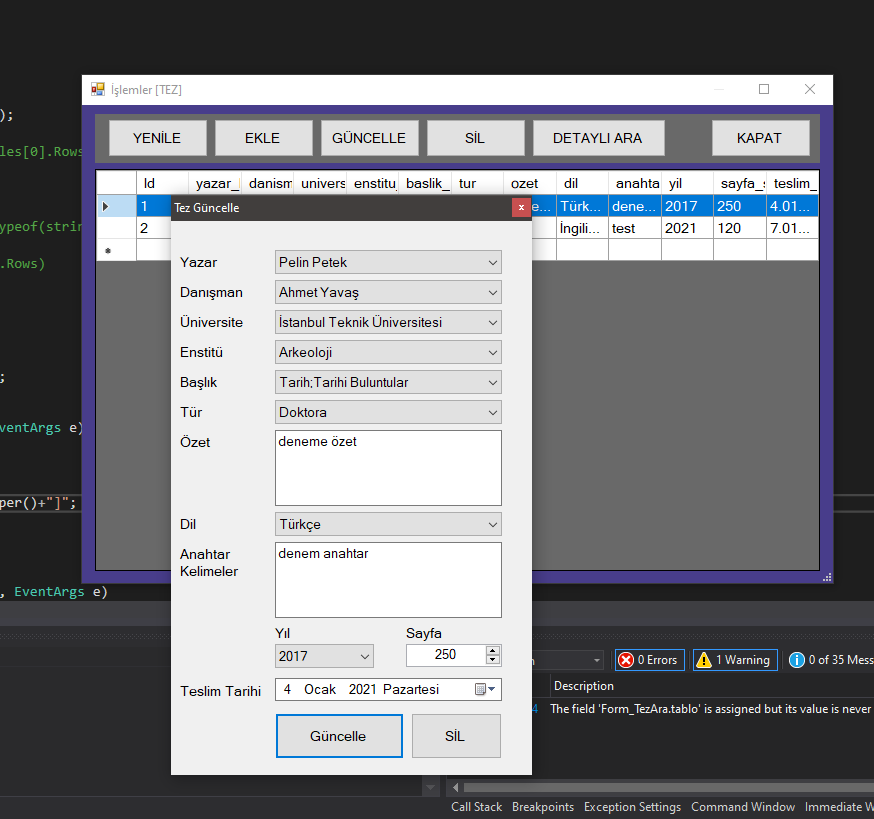 İşlemler [TEZ]
);
YENİLE EKLE GÜNCELLE SİL DETAYLI ARA KAPAT
les[0].Rows
Id yazar_ danısm univers enstitu_ baslik_ tur ozet dil anahta yil sayfa_s teslim_
1 e... Türk... dene... 2017 250 4.01...
2 İngili... test 2021 120 7.01...
Tez Güncelle
ypeof(strin
.Rows)
Yazar Pelin Petek
Danışman Ahmet Yavaş
Üniversite İstanbul Teknik Üniversitesi
Enstitü Arkeoloji
Başlık Tarih;Tarihi Buluntular
;
Tür Doktora
ventArgs e)
Özet deneme özet
per()+"]";
Dil Türkçe
Anahtar Kelimeler denem anahtar
, EventArgs e)
Yıl Sayfa
2017 250
Teslim Tarihi 4 Ocak 2021 Pazartesi
Güncelle SİL
n 0 Errors 1 Warning 0 of 35 Mess
Description
4 The field 'Form_TezAra.tablo' is assigned but its value is never
Call Stack Breakpoints Exception Settings Command Window Immediate W